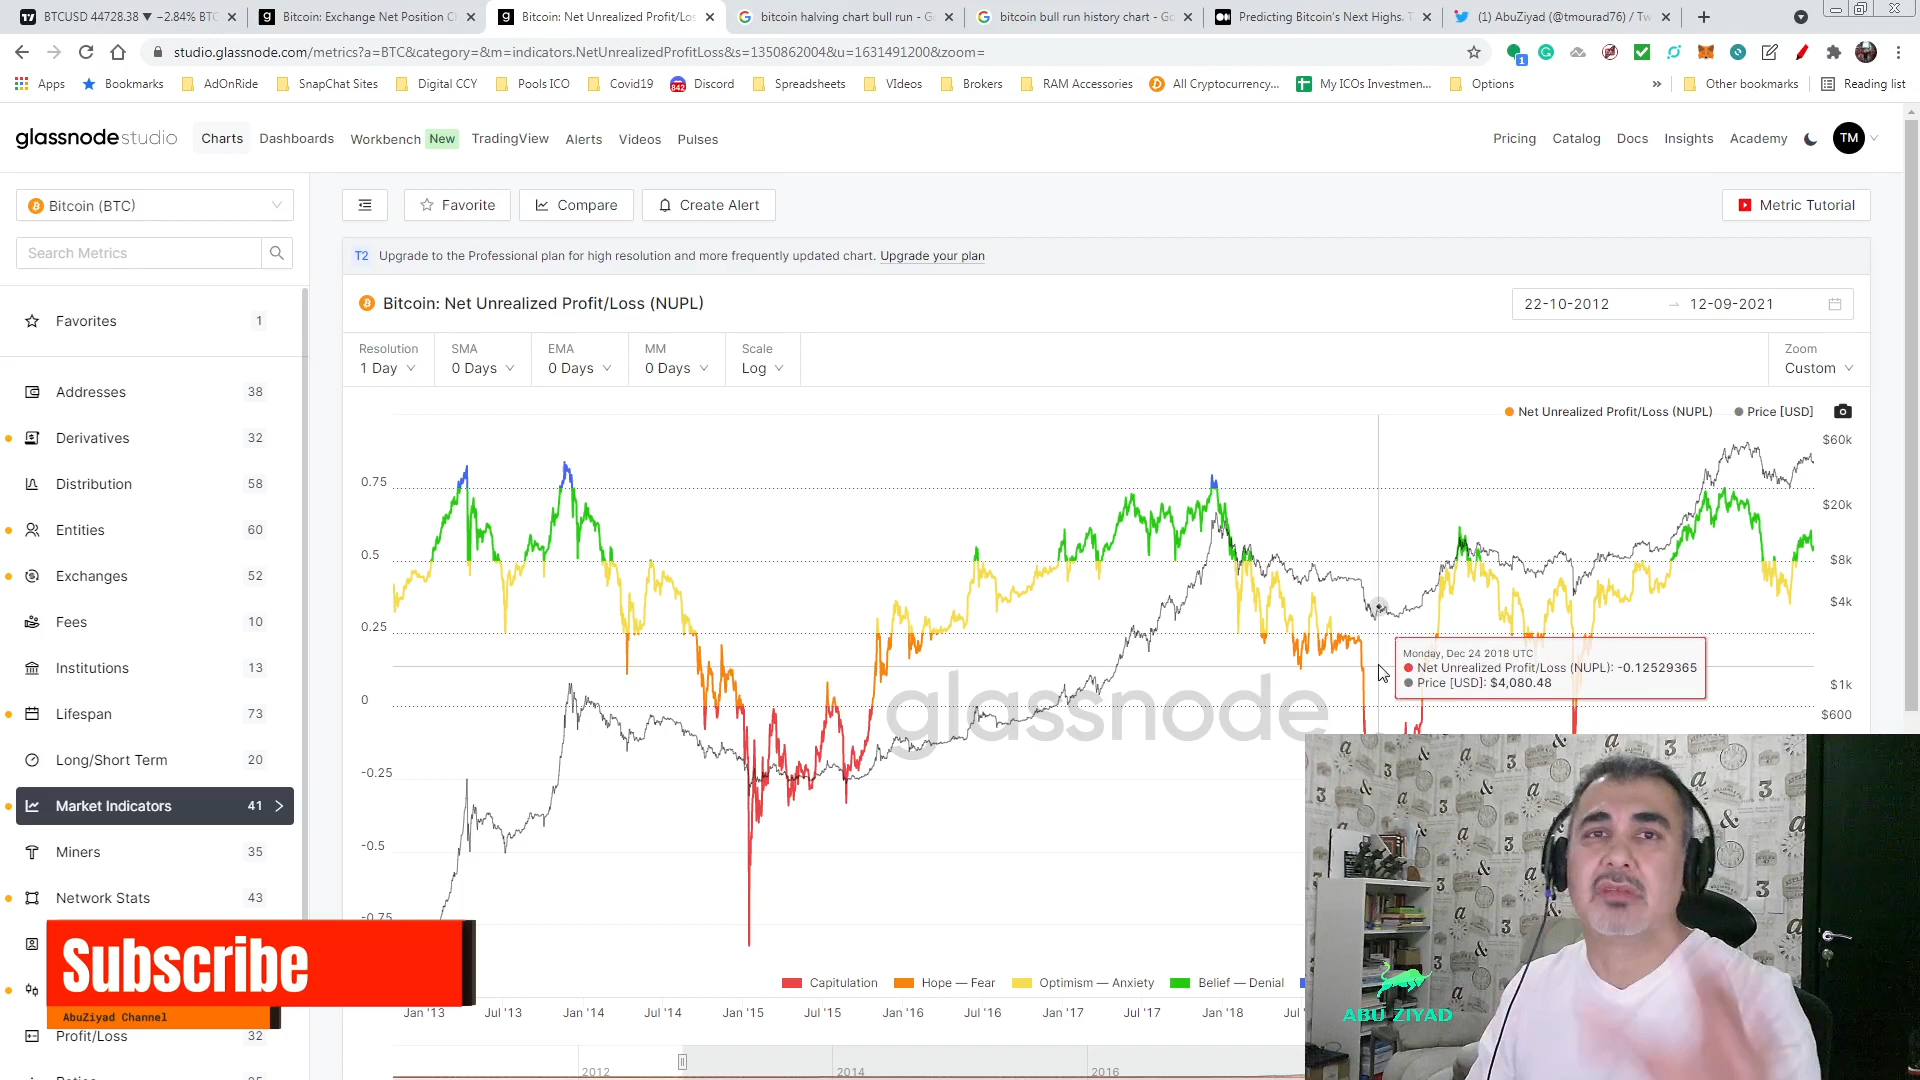 BTCUSD 44728.38 ▼ −2.84% BTC
Bitcoin: Exchange Net Position Ch
Bitcoin: Net Unrealized Profit/Los
bitcoin halving chart bull run - Go
bitcoin bull run history chart - Go
Predicting Bitcoin's Next Highs. T
(1) AbuZiyad (@tmourad76) / Tw
studio.glassnode.com/metrics?a=BTC&category=&m=indicators.NetUnrealizedProfitLoss&s=1350862004&u=1631491200&zoom=
1
Apps
Bookmarks
AdOnRide
SnapChat Sites
Digital CCY
Pools ICO
Covid19
842
Discord
Spreadsheets
VIdeos
Brokers
RAM Accessories
All Cryptocurrency...
My ICOs Investmen...
Options
»
Other bookmarks
Reading list
glassnode studio
Charts
Dashboards
Workbench New
TradingView
Alerts
Videos
Pulses
Pricing
Catalog
Docs
Insights
Academy
TM
Bitcoin (BTC)
Search Metrics
Favorites 1
Addresses 38
Derivatives 32
Distribution 58
Entities 60
Exchanges 52
Fees 10
Institutions 13
Lifespan 73
Long/Short Term 20
Market Indicators 41
Miners 35
Network Stats 43
Profit/Loss 32
Favorite
Compare
Create Alert
Metric Tutorial
T2 Upgrade to the Professional plan for high resolution and more frequently updated chart. Upgrade your plan
Bitcoin: Net Unrealized Profit/Loss (NUPL)
22-10-2012 → 12-09-2021
Resolution
1 Day
SMA
0 Days
EMA
0 Days
MM
0 Days
Scale
Log
Zoom
Custom
Net Unrealized Profit/Loss (NUPL)
Price [USD]
0.75
0.5
0.25
0
-0.25
-0.5
-0.75
$60k
$20k
$8k
$4k
$1k
$600
glassnode
Monday, Dec 24 2018 UTC
Net Unrealized Profit/Loss (NUPL): -0.12529365
Price [USD]: $4,080.48
Capitulation
Hope — Fear
Optimism — Anxiety
Belief — Denial
Jan '13
Jul '13
Jan '14
Jul '14
Jan '15
Jul '15
Jan '16
Jul '16
Jan '17
Jul '17
Jan '18
2012
2014
2016
Subscribe
AbuZiyad Channel
ABU ZIYAD